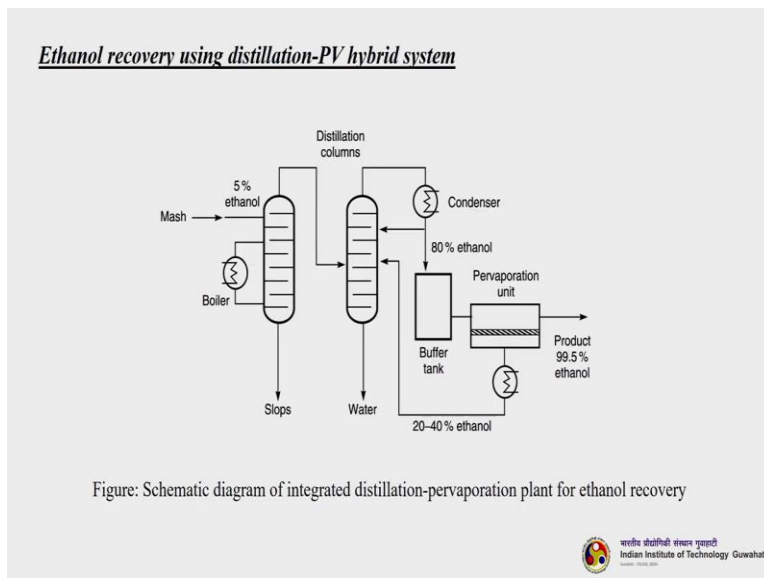 Ethanol recovery using distillation-PV hybrid system
Distillation
columns
5%
ethanol
Mash
Condenser
80% ethanol
Pervaporation
unit
Boiler
Buffer
tank
Product
99.5%
ethanol
Slops
Water
20–40% ethanol
Figure: Schematic diagram of integrated distillation-pervaporation plant for ethanol recovery
भारतीय प्रौद्योगिकी संस्थान गुवाहाटी
Indian Institute of Technology Guwahat